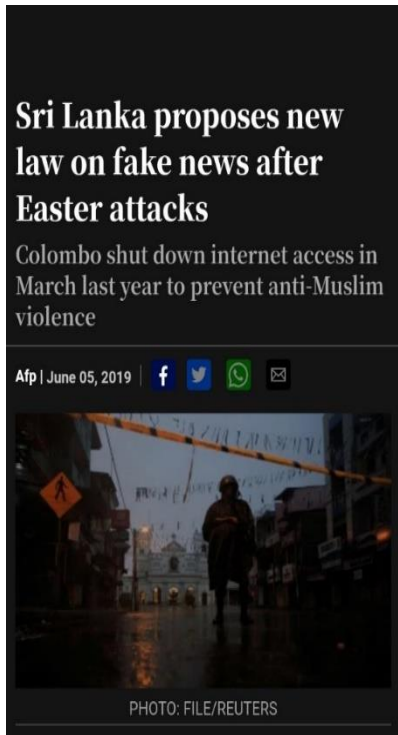 Sri Lanka proposes new
law on fake news after
Easter attacks
Colombo shut down internet access in
March last year to prevent anti-Muslim
violence
Afp | June 05, 2019
PHOTO: FILE/REUTERS